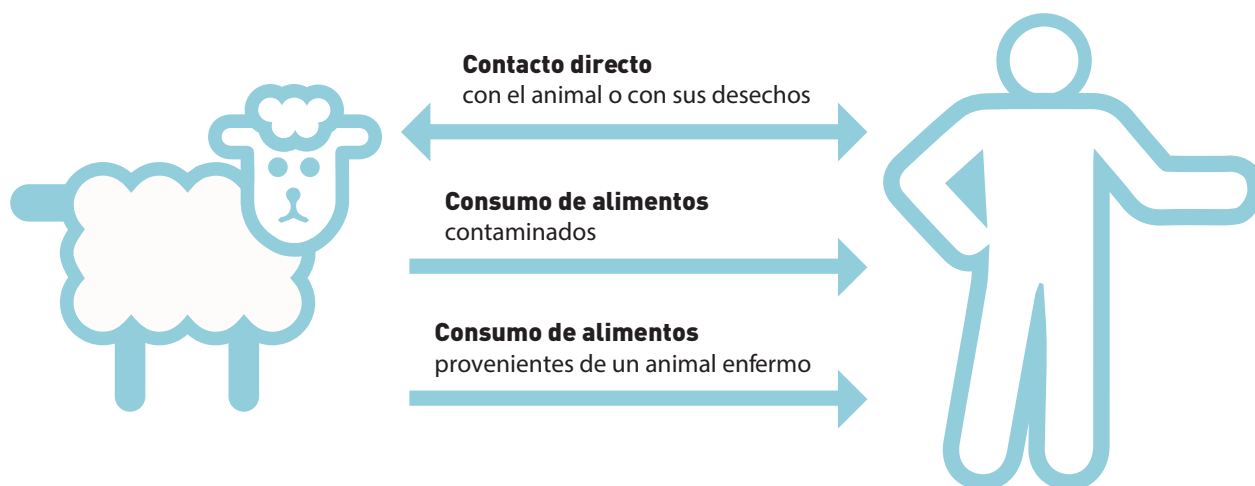 Contacto directo
con el animal o con sus desechos
Consumo de alimentos
contaminados
Consumo de alimentos
provenientes de un animal enfermo